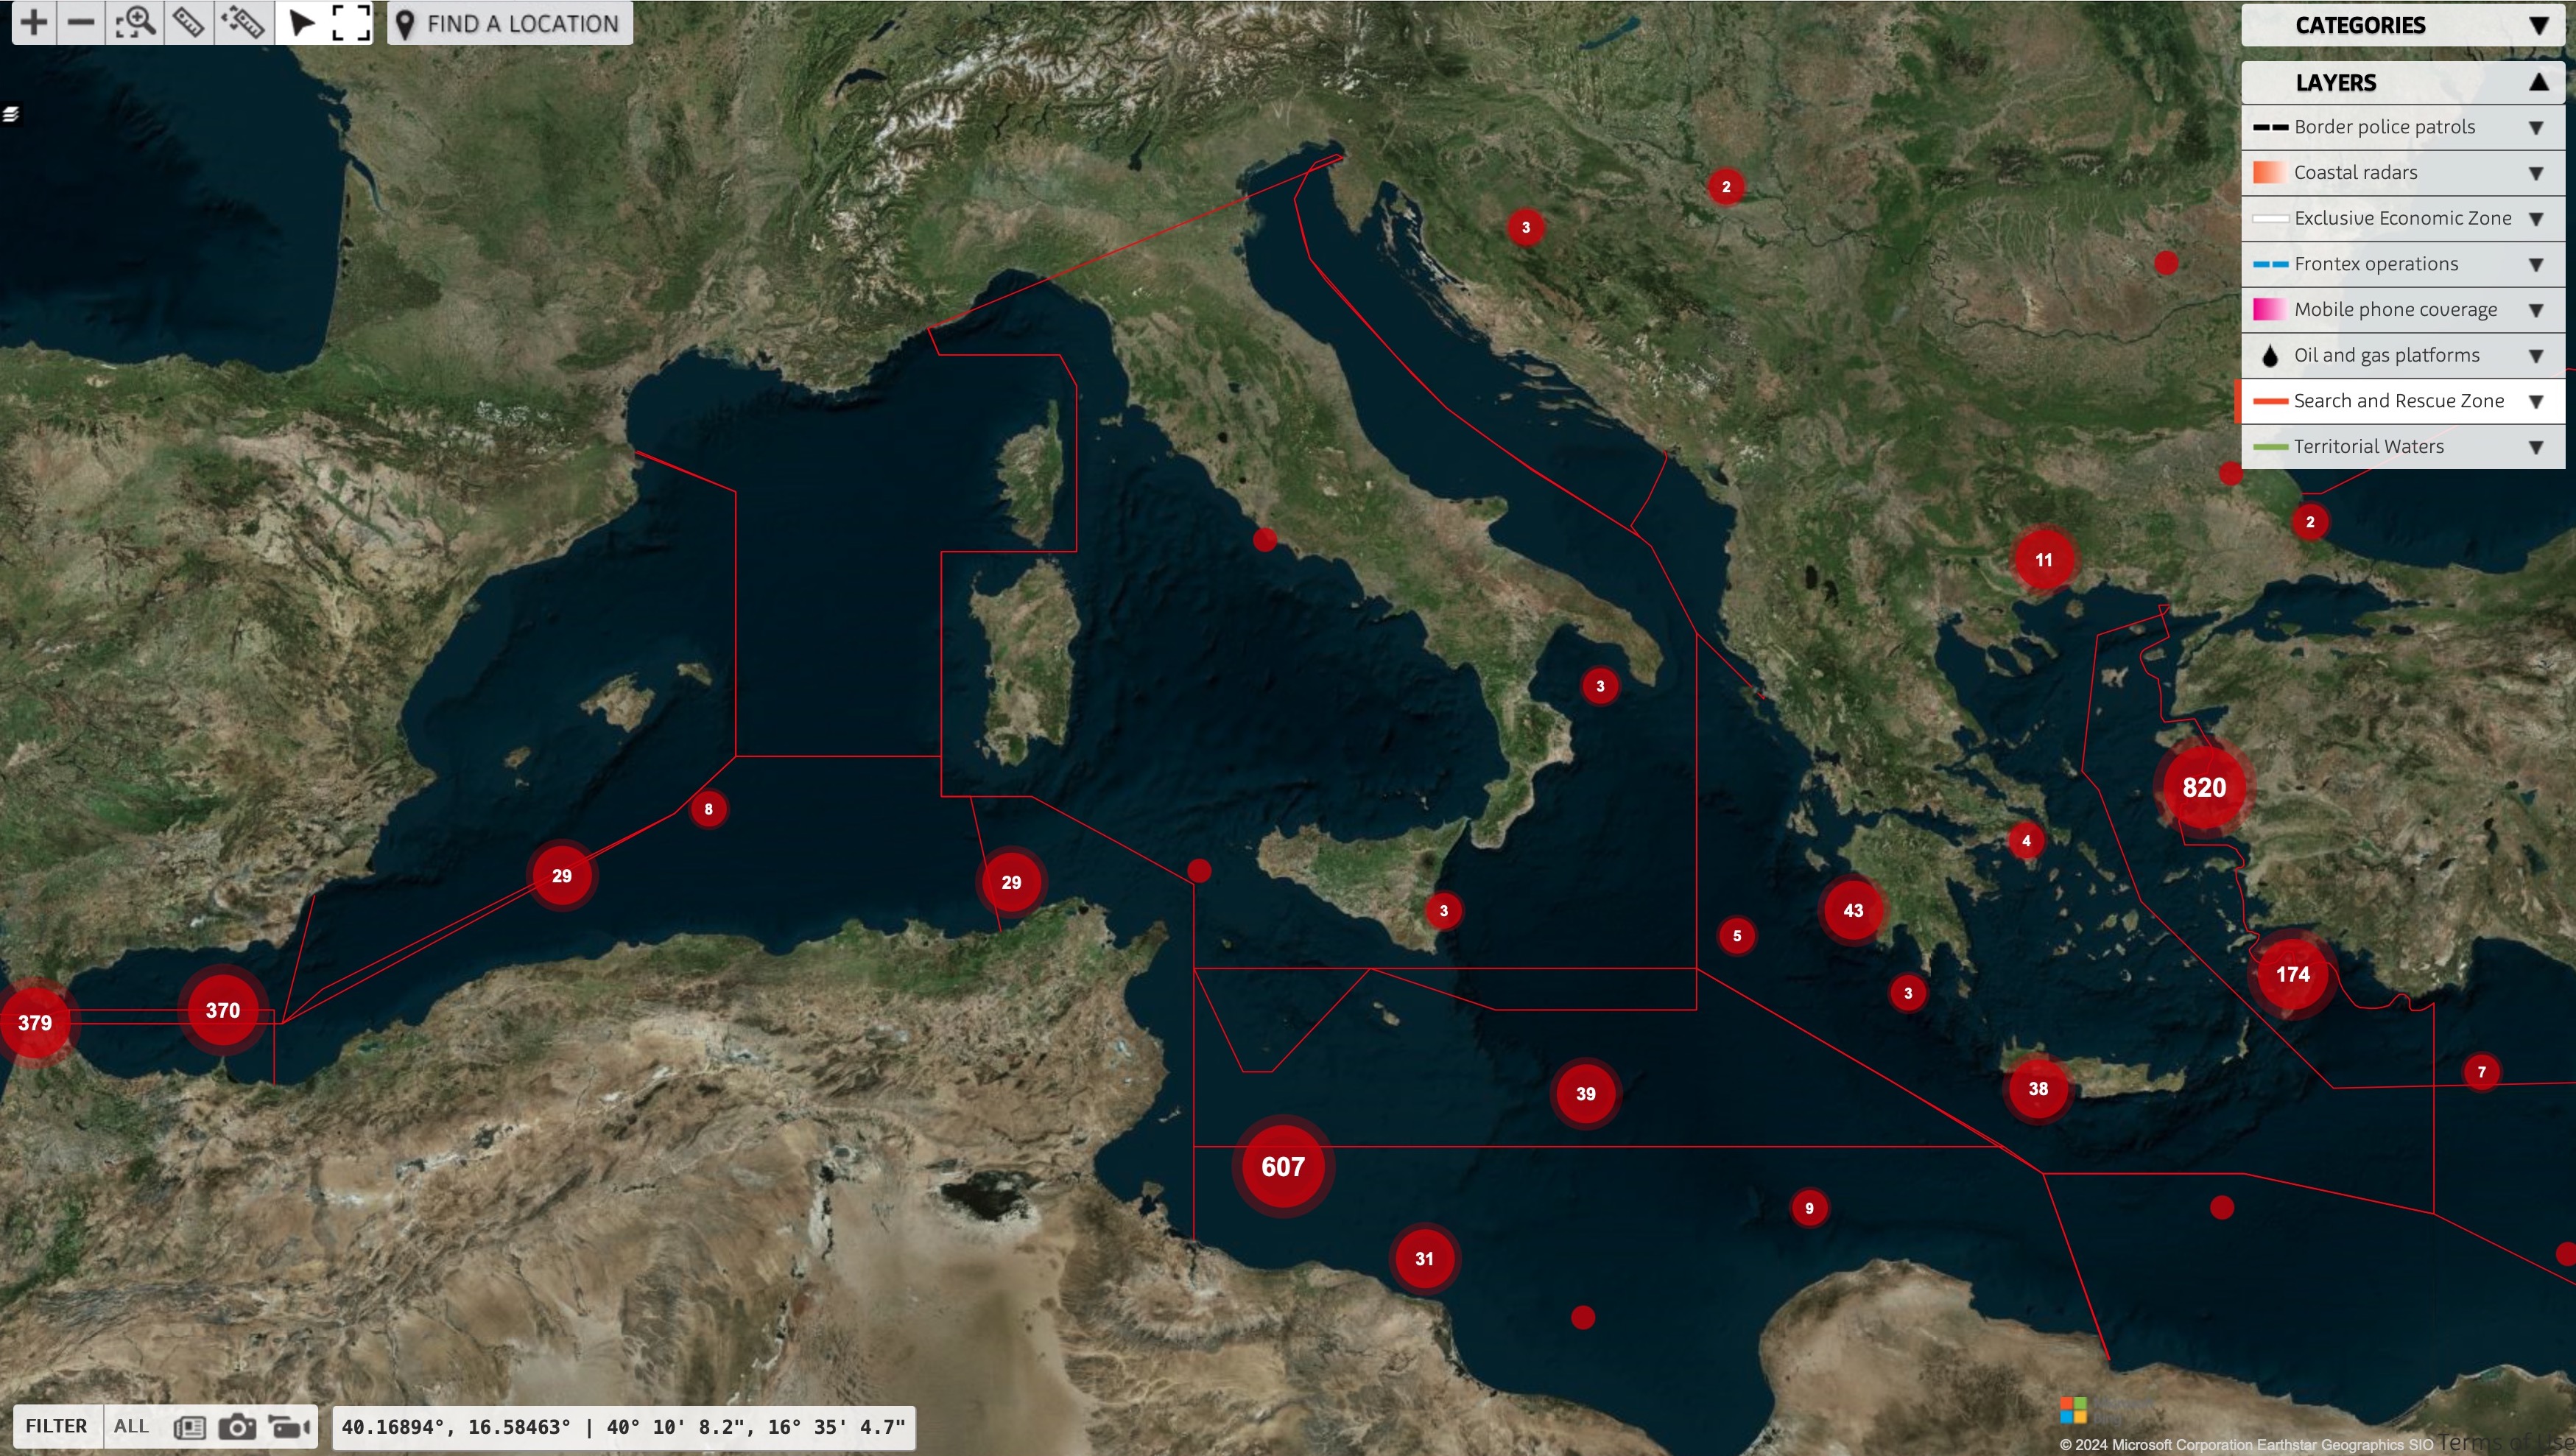 FIND A LOCATION
CATEGORIES
LAYERS
Border police patrols
Coastal radars
Exclusive Economic Zone
Frontex operations
Mobile phone coverage
Oil and gas platforms
Search and Rescue Zone
Territorial Waters
2
3
2
11
3
820
8
4
29
29
3
43
5
174
3
370
379
7
38
39
607
9
31
FILTER
ALL
40.16894°, 16.58463° | 40° 10' 8.2", 16° 35' 4.7"
© 2024 Microsoft Corporation Earthstar Geographics SIO Terms of Use